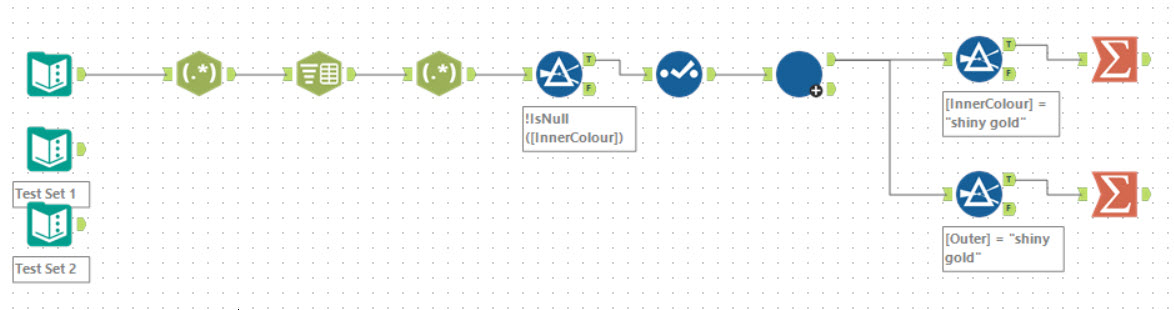 (.*)
(.*)
T
F
!IsNull
([InnerColour])
T
F
[InnerColour] =
"shiny gold"
Σ
Test Set 1
Test Set 2
T
F
[Outer] = "shiny
gold"
Σ